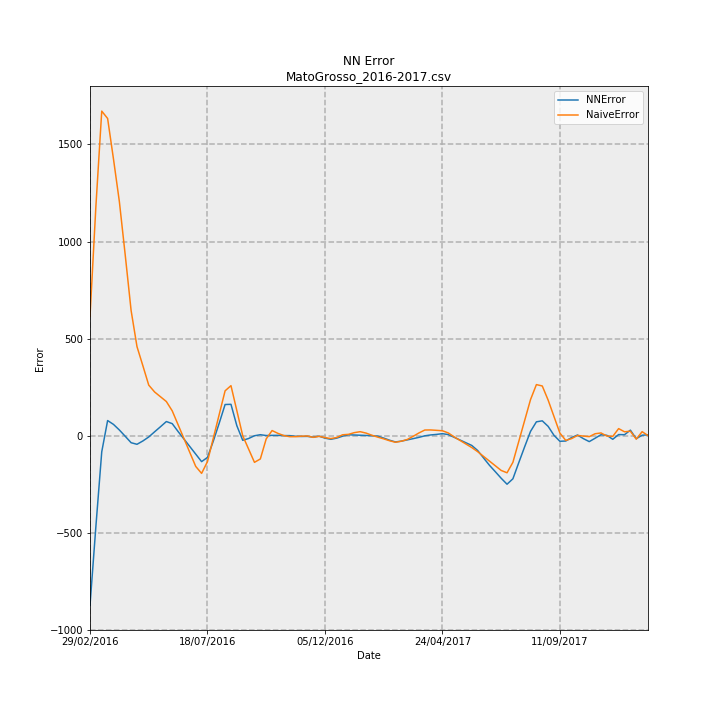 NN Error
MatoGrosso_2016-2017.csv
NNError
NaiveError
1500
1000
500
0
−500
−1000
Error
29/02/2016
18/07/2016
05/12/2016
24/04/2017
11/09/2017
Date